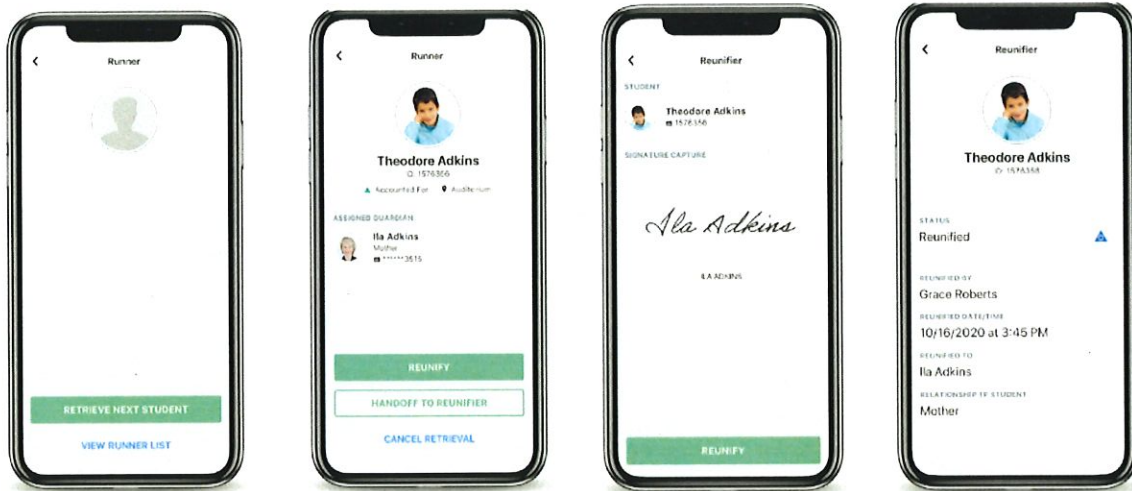 Runner
RETRIEVE NEXT STUDENT
VIEW RUNNER LIST
Runner
Theodore Adkins
Accounted For Auditorium
ASSIGNED GUARDIAN
Ila Adkins
Mother
******3515
REUNIFY
HANDOFF TO REUNIFIER
CANCEL RETRIEVAL
Reunifier
STUDENT
Theodore Adkins
SIGNATURE CAPTURE
Ila Adkins
ILA ADKINS
REUNIFY
Reunifier
Theodore Adkins
STATUS
Reunified
REUNIFIED BY
Grace Roberts
REUNIFIED DATE/TIME
10/16/2020 at 3:45 PM
REUNIFIED TO
Ila Adkins
RELATIONSHIP TP STUDENT
Mother